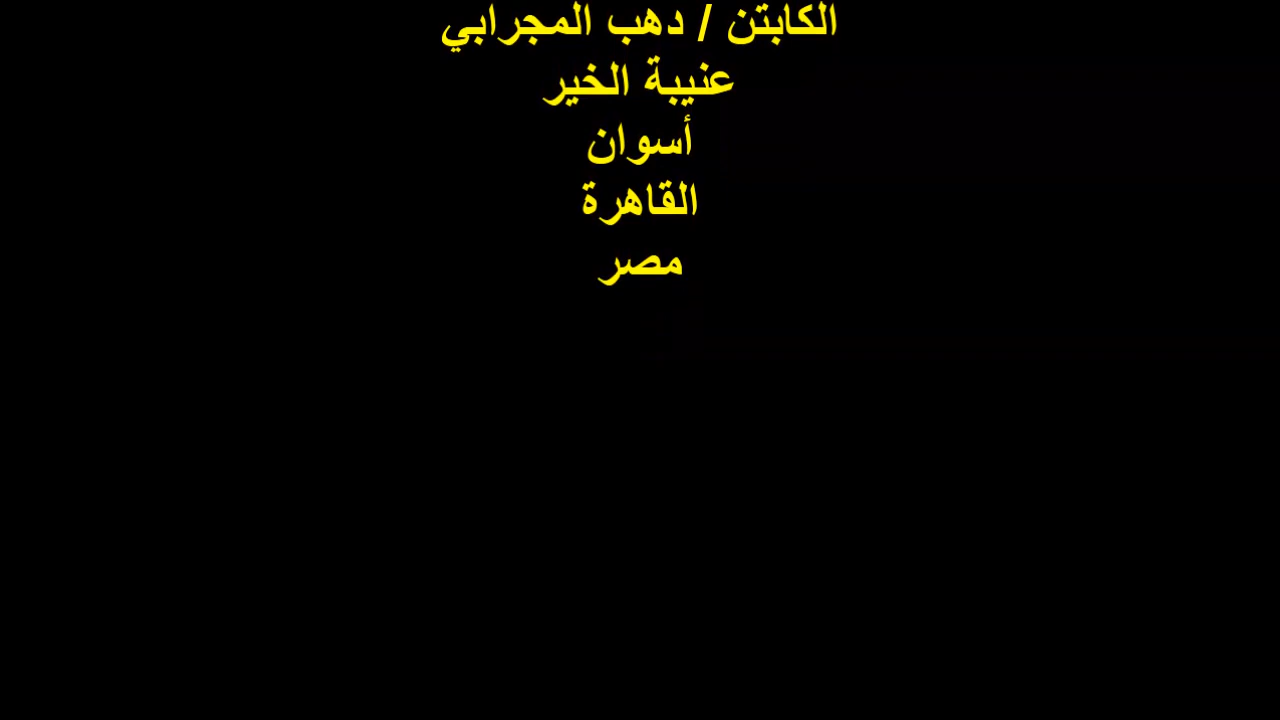 الكابتن / دهب المجرابي
عنيبة الخير
أسوان
القاهرة
مصر